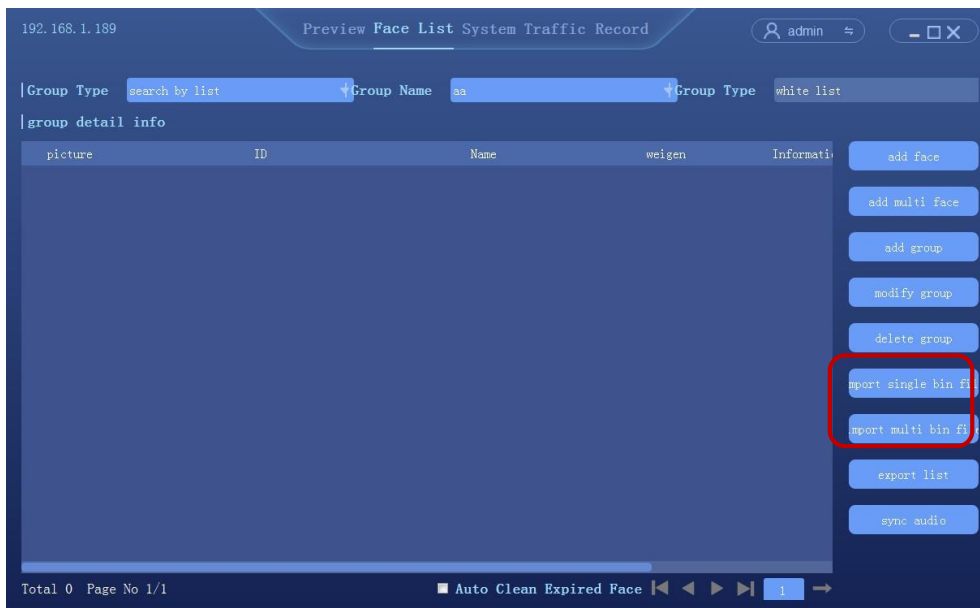 192.168.1.189 Preview Face List System Traffic Record admin
Group Type search by list Group Name aa Group Type white list
group detail info
picture ID Name weigen Informati
add face
add multi face
add group
modify group
delete group
mport single bin fil
mport multi bin file
export list
sync audio
Total 0 Page No 1/1 Auto Clean Expired Face 1